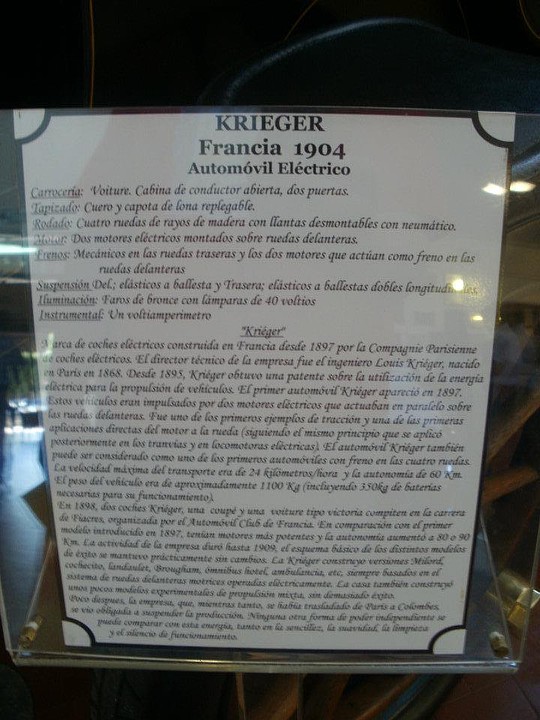 KRIEGER
Francia 1904
Automóvil Eléctrico
Carrocería: Voiture. Cabina de conductor abierta, dos puertas.
Tapizado: Cuero y capota de lona replegable.
Rodado: Cuatro ruedas de rayos de madera con llantas desmontables con neumático.
Motor: Dos motores eléctricos montados sobre ruedas delanteras.
Frenos: Mecánicos en las ruedas traseras y los dos motores que actúan como freno en las
ruedas delanteras
Suspensión Del.; elásticos a ballesta y Trasera; elásticos a ballestas dobles longitudinales.
Iluminación: Faros de bronce con lámparas de 40 voltios
Instrumental: Un voltiamperimetro
"Kriéger"
Marca de coches eléctricos construida en Francia desde 1897 por la Compagnie Parisienne
de coches eléctricos. El director técnico de la empresa fue el ingeniero Louis Kriéger, nacido
en París en 1868. Desde 1895, Kriéger obtuvo una patente sobre la utilización de la energía
eléctrica para la propulsión de vehículos. El primer automóvil Kriéger apareció en 1897.
Estos vehículos eran impulsados por dos motores eléctricos que actuaban en paralelo sobre
las ruedas delanteras. Fue uno de los primeros ejemplos de tracción y una de las primeras
aplicaciones directas del motor a la rueda (siguiendo el mismo principio que se aplicó
posteriormente en los tranvías y en locomotoras eléctricas). El automóvil Kriéger también
puede ser considerado como uno de los primeros automóviles con freno en las cuatro ruedas.
La velocidad máxima del transporte era de 24 kilómetros/hora y la autonomía de 60 Km.
El peso del vehículo era de aproximadamente 1100 Kg (incluyendo 350kg de baterías
necesarias para su funcionamiento).
En 1898, dos coches Kriéger, una coupé y una voiture tipo victoria compiten en la carrera
de Fiacres, organizada por el Automóvil Club de Francia. En comparación con el primer
modelo introducido en 1897, tenían motores más potentes y la autonomía aumentó a 80 o 90
Km. La actividad de la empresa duró hasta 1909, el esquema básico de los distintos modelos
de éxito se mantuvo prácticamente sin cambios. La Kriéger construyo versiones Milord,
cochecito, landaulet, Brougham, ómnibus hotel, ambulancia, etc, siempre basados en el
sistema de ruedas delanteras motrices operadas eléctricamente. La casa también construyó
unos pocos modelos experimentales de propulsión mixta, sin demasiado éxito.
Poco después, la empresa, que, mientras tanto, se había trasladado de París a Colombes,
se vio obligada a suspender la producción. Ninguna otra forma de poder independiente se
puede comparar con esta energía, tanto en la sencillez, la suavidad, la limpieza
y el silencio de funcionamiento.